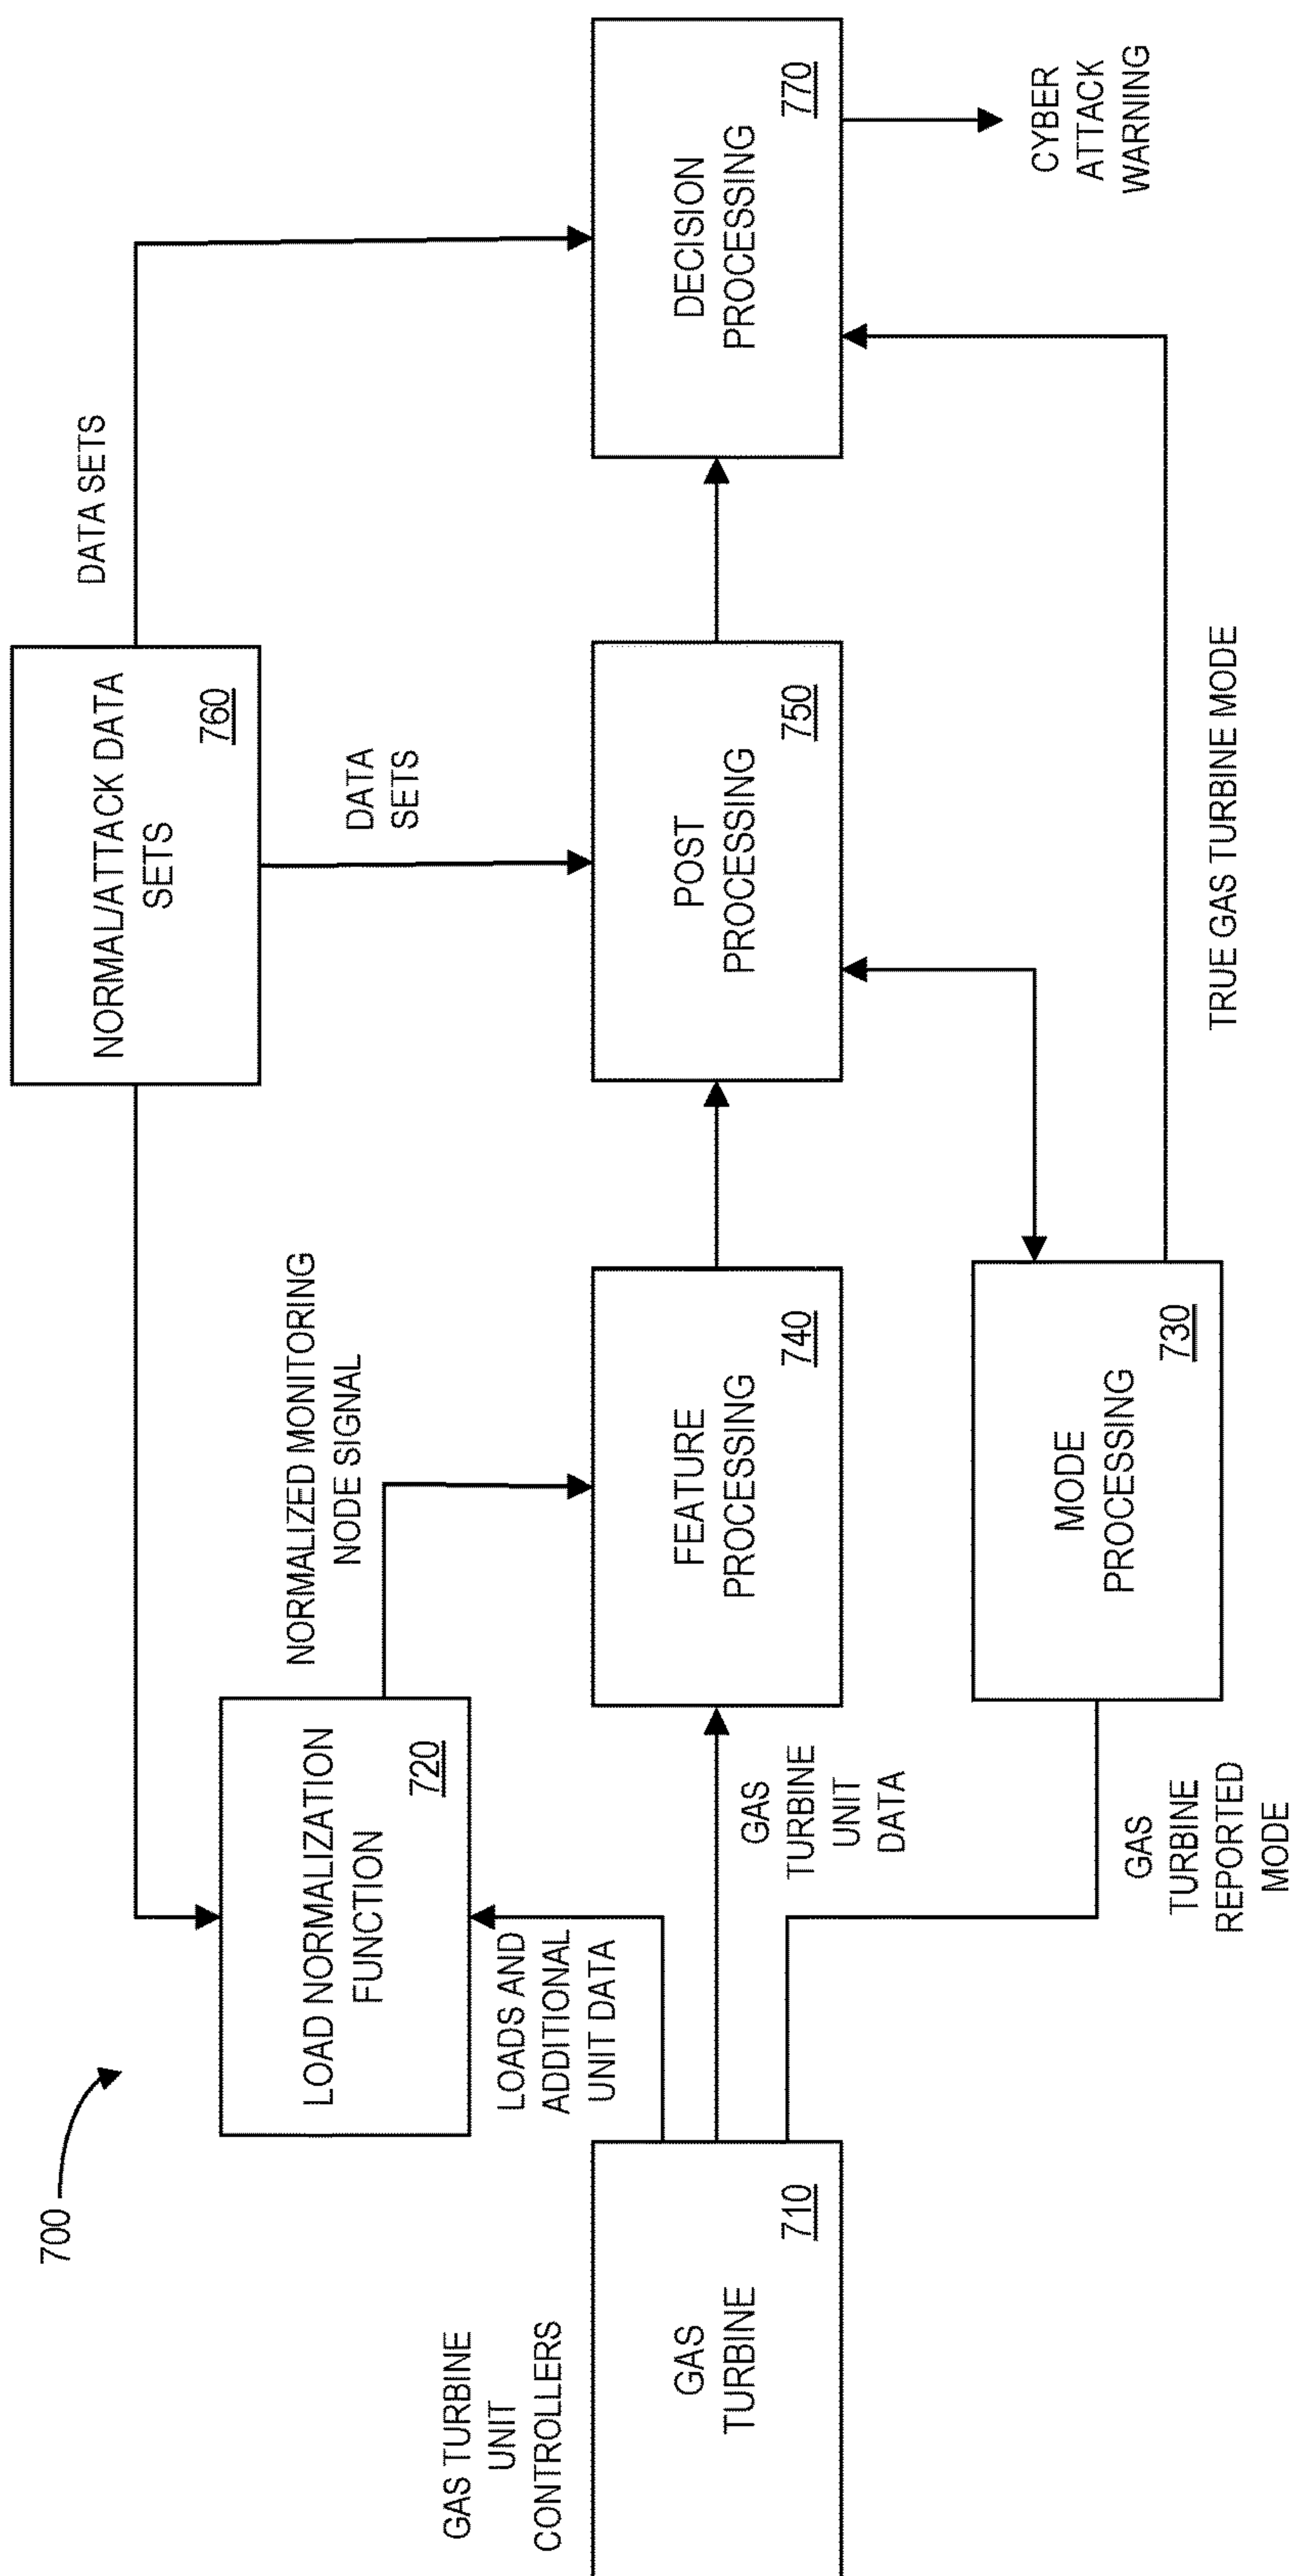 700
GAS TURBINE
UNIT
CONTROLLERS
GAS
TURBINE
710
LOADS AND
ADDITIONAL
UNIT DATA
LOAD NORMALIZATION
FUNCTION
720
GAS
TURBINE
UNIT
DATA
GAS
TURBINE
REPORTED
MODE
NORMALIZED MONITORING
NODE SIGNAL
FEATURE
PROCESSING
740
MODE
PROCESSING
730
NORMAL/ATTACK DATA
SETS
760
DATA
SETS
POST
PROCESSING
750
TRUE GAS TURBINE MODE
DATA SETS
DECISION
PROCESSING
770
CYBER
ATTACK
WARNING